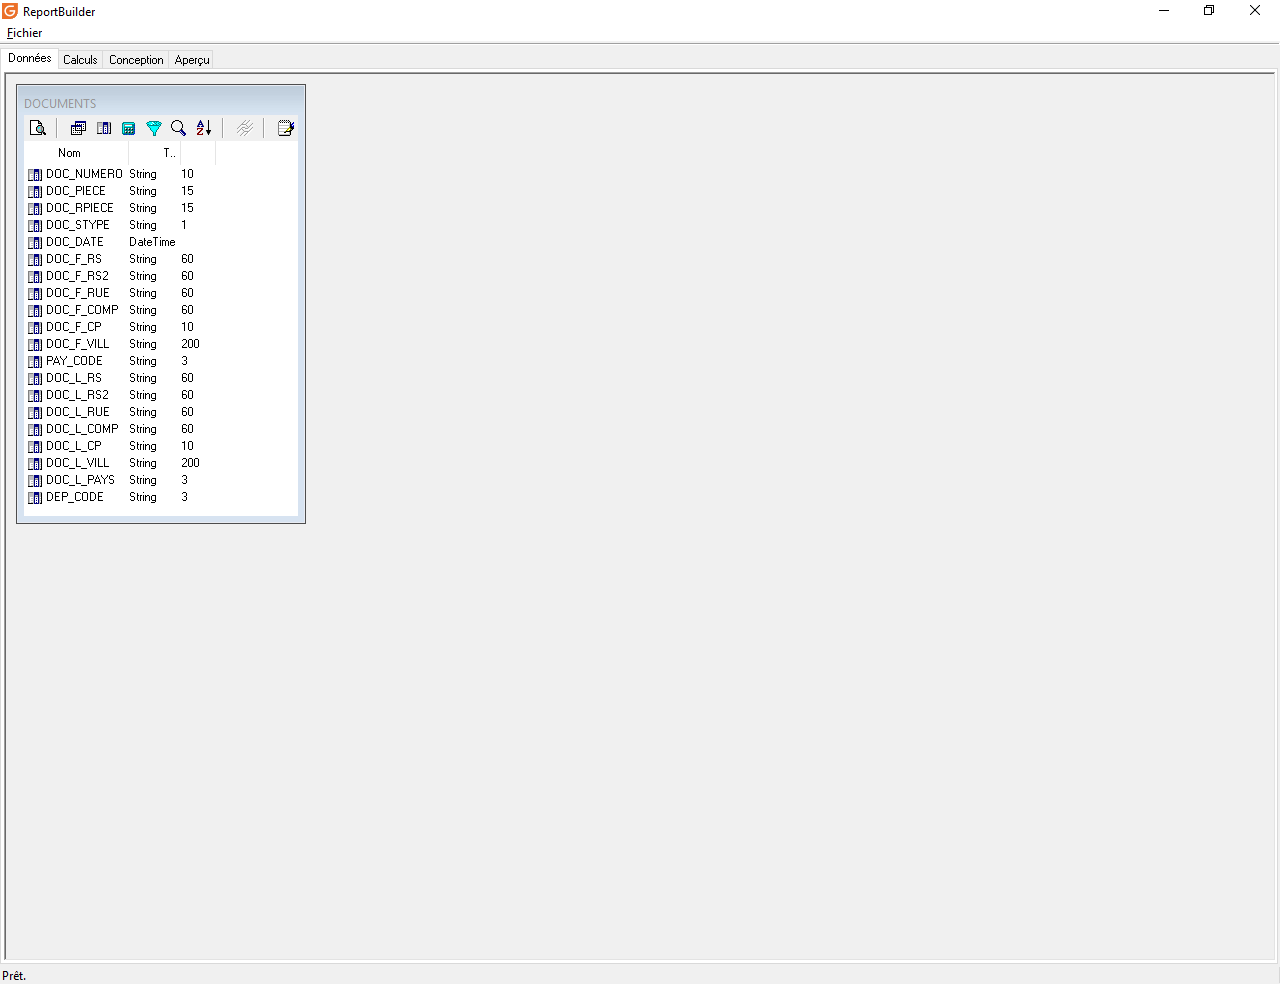 ReportBuilder
Fichier
Données Calculs Conception Aperçu
DOCUMENTS
Nom T..
DOC_NUMERO String 10
DOC_PIECE String 15
DOC_RPIECE String 15
DOC_STYPE String 1
DOC_DATE DateTime
DOC_F_RS String 60
DOC_F_RS2 String 60
DOC_F_RUE String 60
DOC_F_COMP String 60
DOC_F_CP String 10
DOC_F_VILL String 200
PAY_CODE String 3
DOC_L_RS String 60
DOC_L_RS2 String 60
DOC_L_RUE String 60
DOC_L_COMP String 60
DOC_L_CP String 10
DOC_L_VILL String 200
DOC_L_PAYS String 3
DEP_CODE String 3
Prêt.